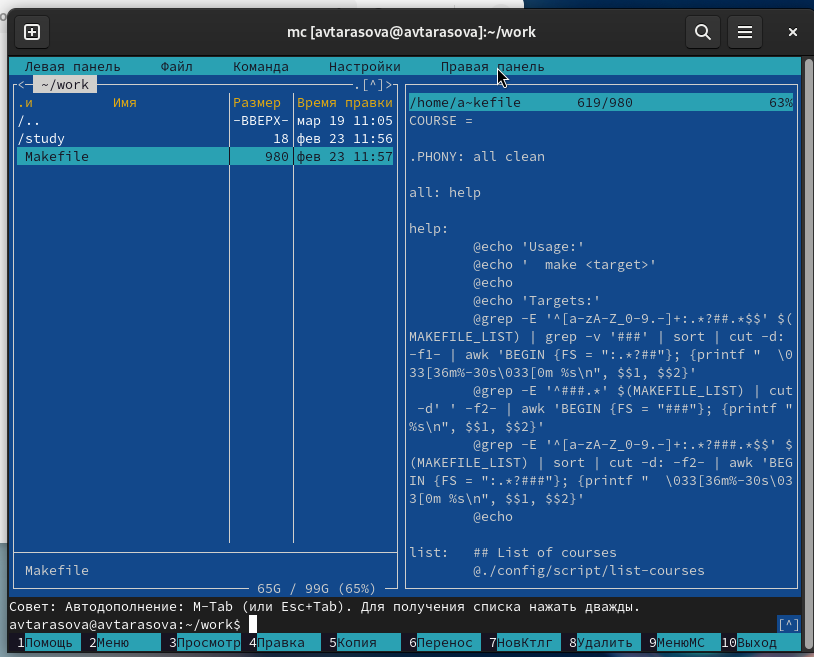 mc [avtarasova@avtarasova]:~/work
Левая панель Файл Команда Настройки Правая панель
<- ~/work .[^]>
.и Имя Размер Время правки
/.. -ВВЕРХ- мар 19 11:05
/study 18 фев 23 11:56
Makefile 980 фев 23 11:57
Makefile
65G / 99G (65%)
/home/a~kefile 619/980 63%
COURSE =
.PHONY: all clean
all: help
help:
@echo 'Usage:'
@echo '  make <target>'
@echo
@echo 'Targets:'
@grep -E '^[a-zA-Z_0-9.-]+:.*?##.*$$' $(
MAKEFILE_LIST) | grep -v '###' | sort | cut -d:
-f1- | awk 'BEGIN {FS = ":.*?##"}; {printf "  \0
33[36m%-30s\033[0m %s\n", $$1, $$2}'
@grep -E '^###.*' $(MAKEFILE_LIST) | cut
-d' ' -f2- | awk 'BEGIN {FS = "###"}; {printf "
%s\n", $$1, $$2}'
@grep -E '^[a-zA-Z_0-9.-]+:.*?###.*$$' $
(MAKEFILE_LIST) | sort | cut -d: -f2- | awk 'BEG
IN {FS = ":.*?###"}; {printf "  \033[36m%-30s\03
3[0m %s\n", $$1, $$2}'
@echo
list:   ## List of courses
@./config/script/list-courses
Совет: Автодополнение: M-Tab (или Esc+Tab). Для получения списка нажать дважды.
avtarasova@avtarasova:~/work$ [^]
1Помощь 2Меню 3Просмотр 4Правка 5Копия 6Перенос 7НовКтлг 8Удалить 9МенюМС 10Выход